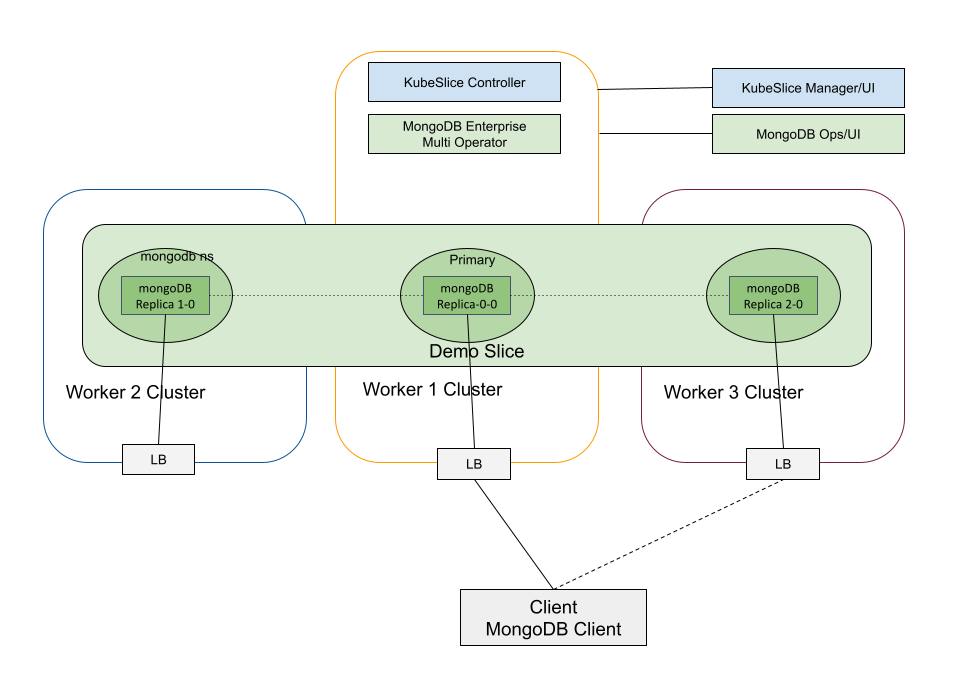 KubeSlice Controller
KubeSlice Manager/UI
MongoDB Enterprise
Multi Operator
MongoDB Ops/UI
mongodb ns
mongoDB
Replica 1-0
Primary
mongoDB
Replica-0-0
mongoDB
Replica 2-0
Demo Slice
Worker 2 Cluster
Worker 1 Cluster
Worker 3 Cluster
LB
LB
LB
Client
MongoDB Client